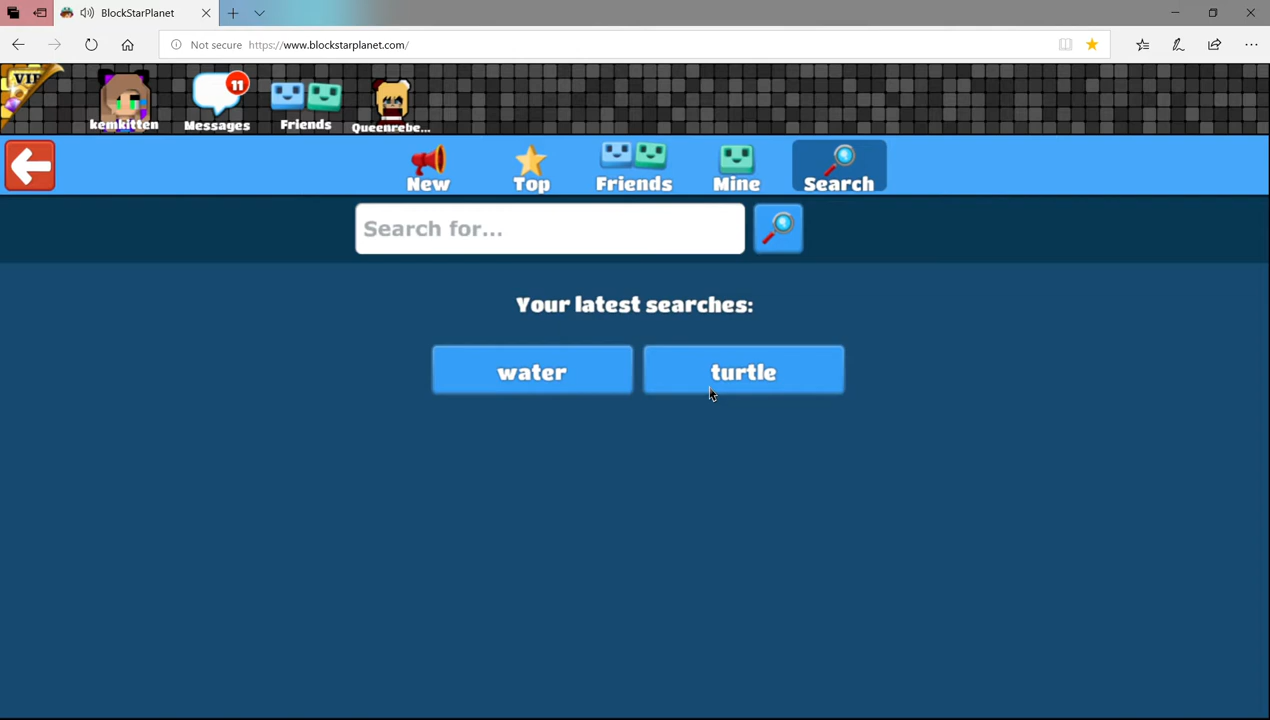 BlockStarPlanet
Not secure https://www.blockstarplanet.com/
VIP
kemkitten
11
Messages
Friends
Queenrebe...
New
Top
Friends
Mine
Search
Search for...
Your latest searches:
water
turtle